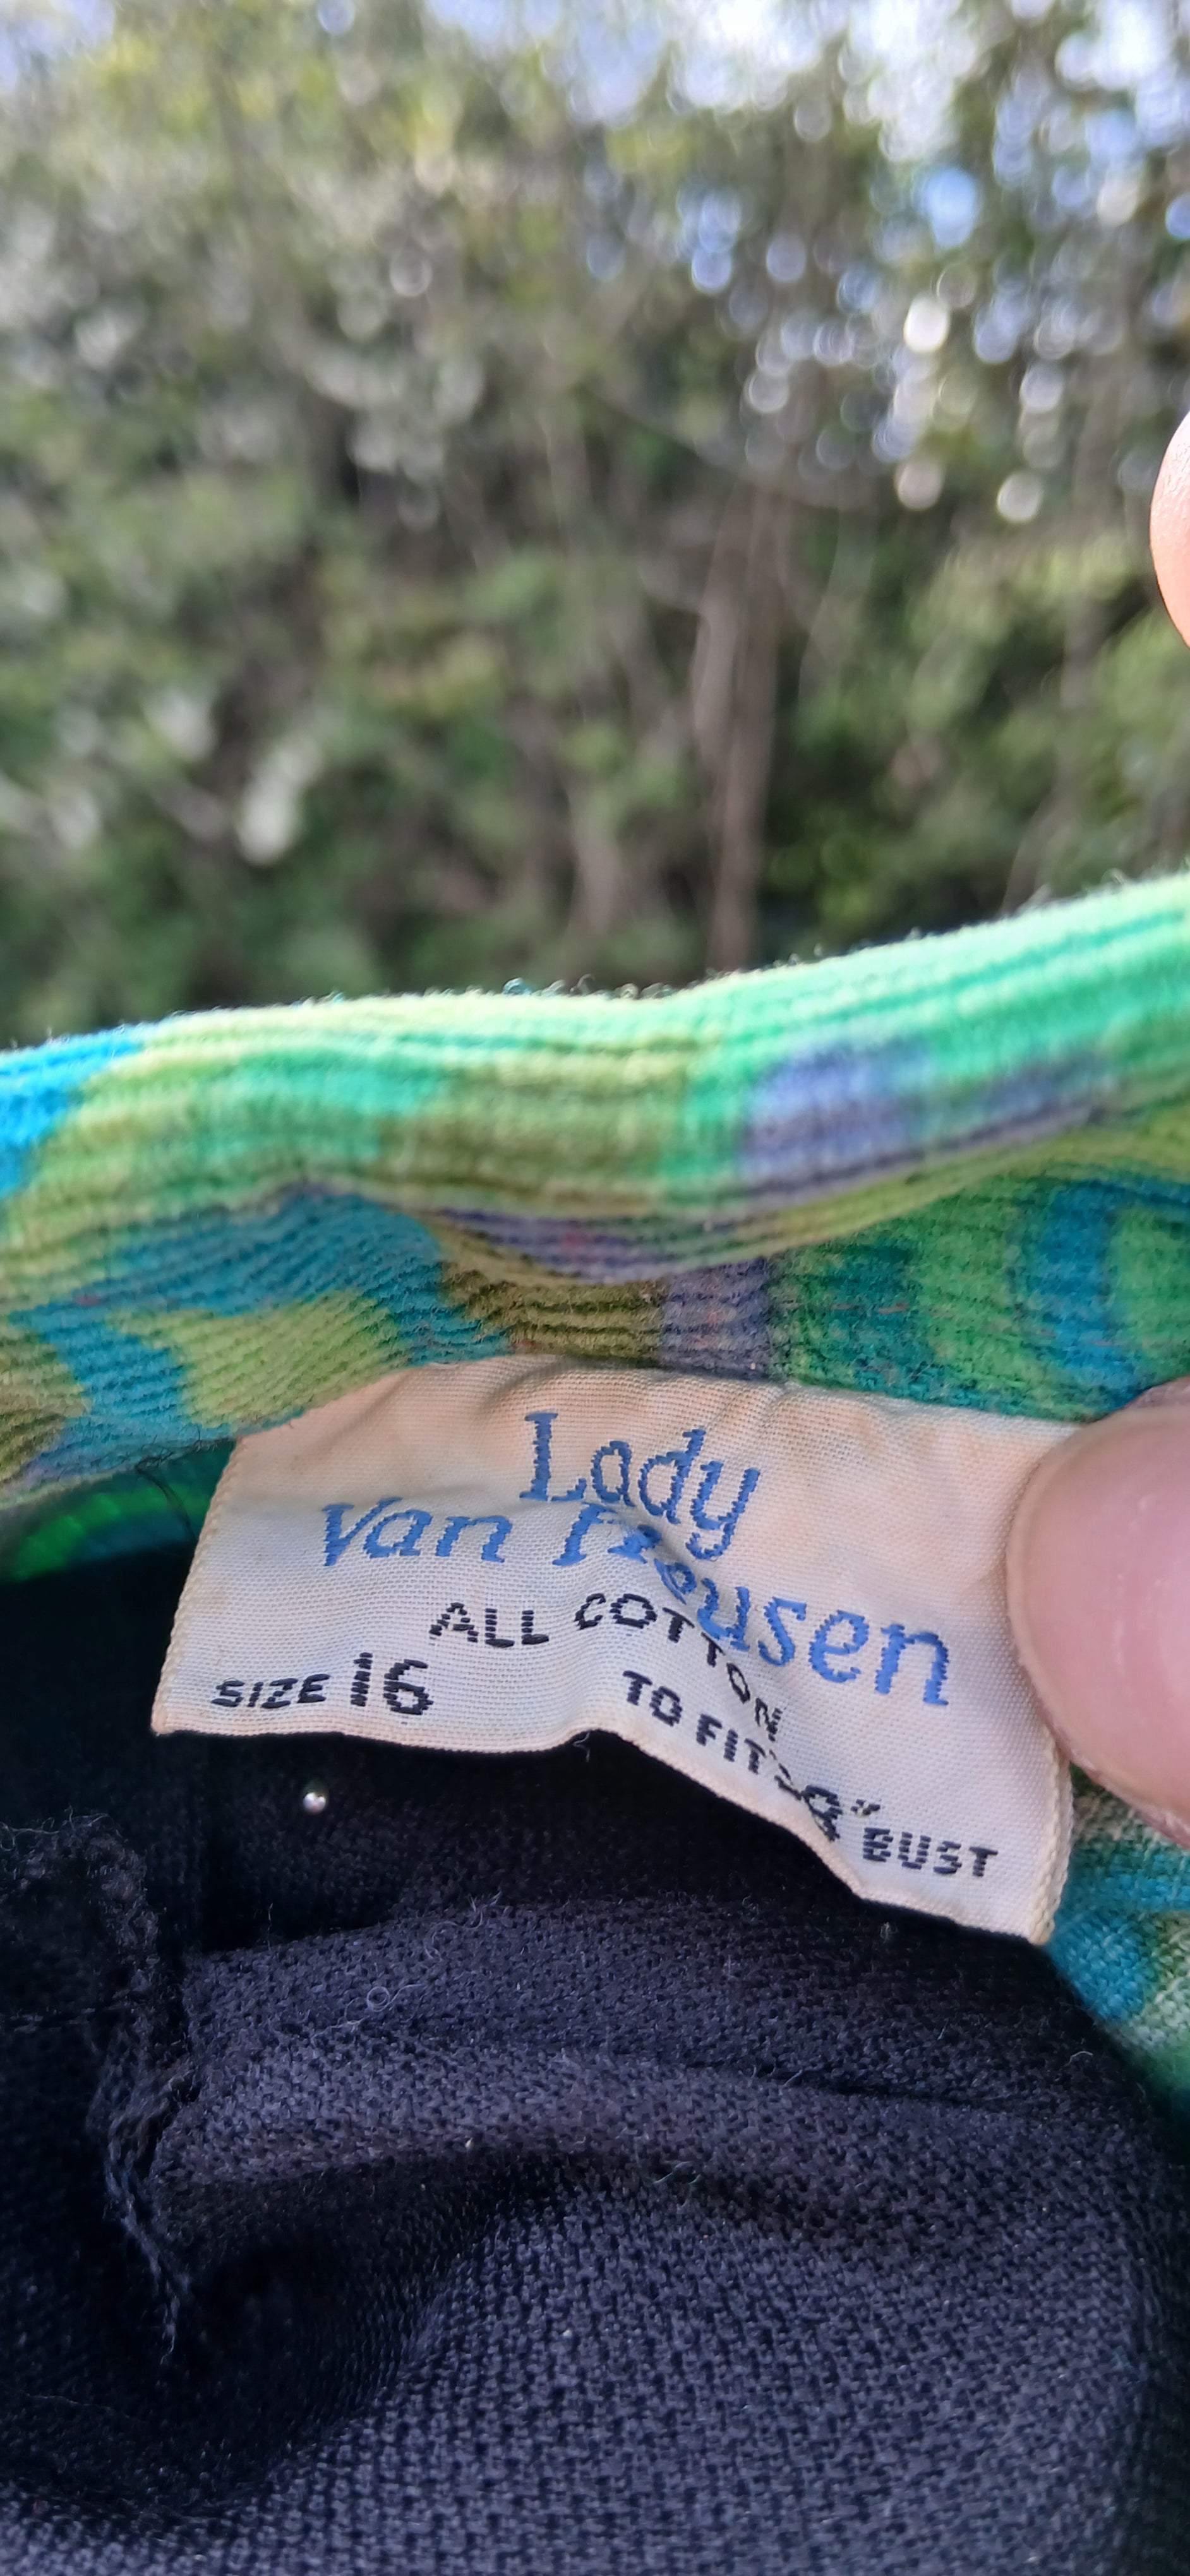 Lady
Van Heusen
ALL COTTON
SIZE 16 TO FIT BUST